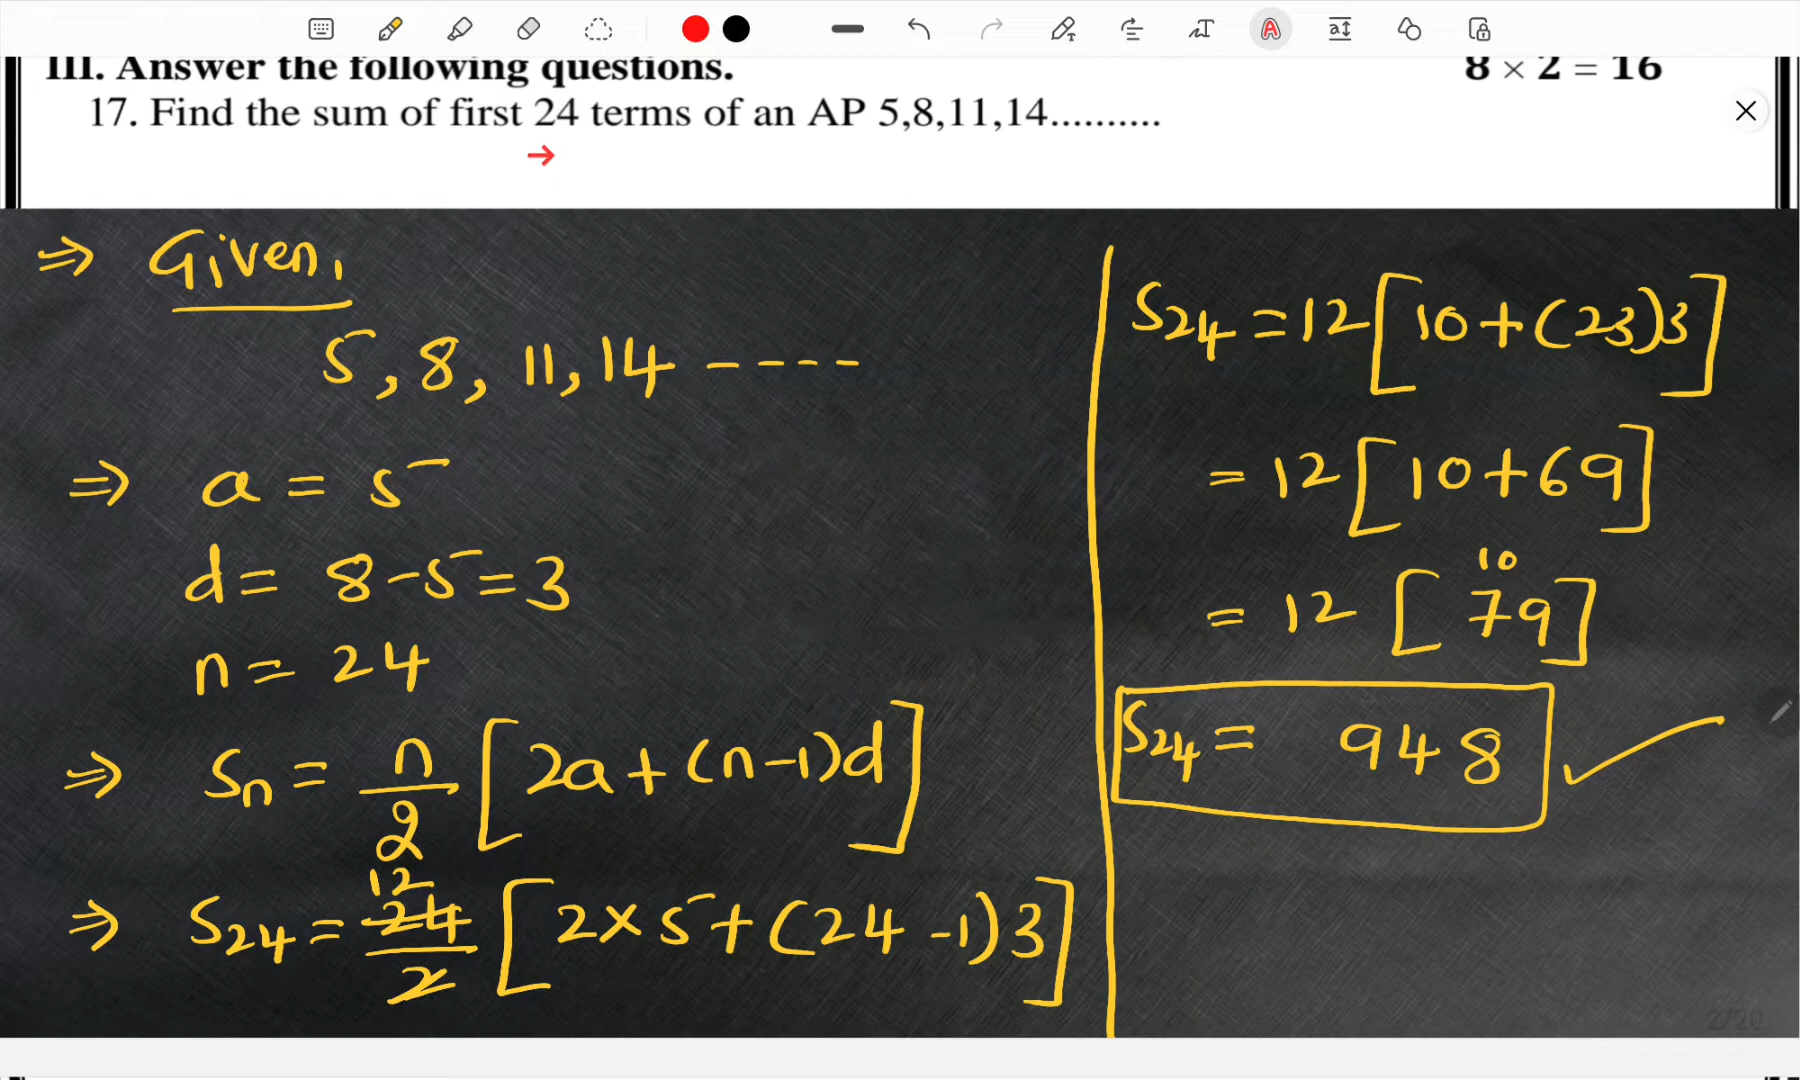 III. Answer the following questions. 8 × 2 = 16
17. Find the sum of first 24 terms of an AP 5,8,11,14..........
→
⇒ Given,
5, 8, 11, 14 - - - -
⇒ a = 5
d = 8 - 5 = 3
n = 24
⇒ Sn = n/2 [2a + (n-1)d]
12
⇒ S24 = 24/2 [2 × 5 + (24 - 1)3]
S24 = 12 [10 + (23)3]
= 12 [10 + 69]
10
= 12 [79]
S24 = 948
2/20